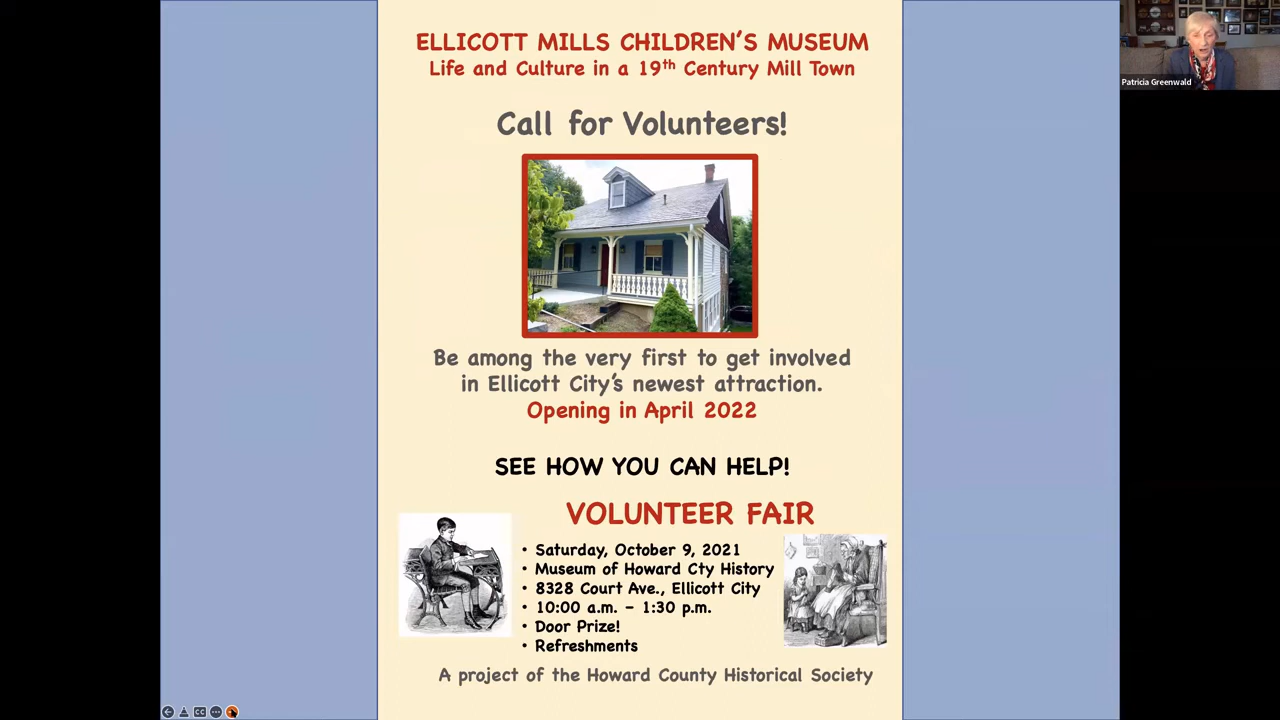 ELLICOTT MILLS CHILDREN'S MUSEUM
Life and Culture in a 19th Century Mill Town
Patricia Greenwald
Call for Volunteers!
Be among the very first to get involved
in Ellicott City's newest attraction.
Opening in April 2022
SEE HOW YOU CAN HELP!
VOLUNTEER FAIR
• Saturday, October 9, 2021
• Museum of Howard Cty History
• 8328 Court Ave., Ellicott City
• 10:00 a.m. – 1:30 p.m.
• Door Prize!
• Refreshments
A project of the Howard County Historical Society
CC